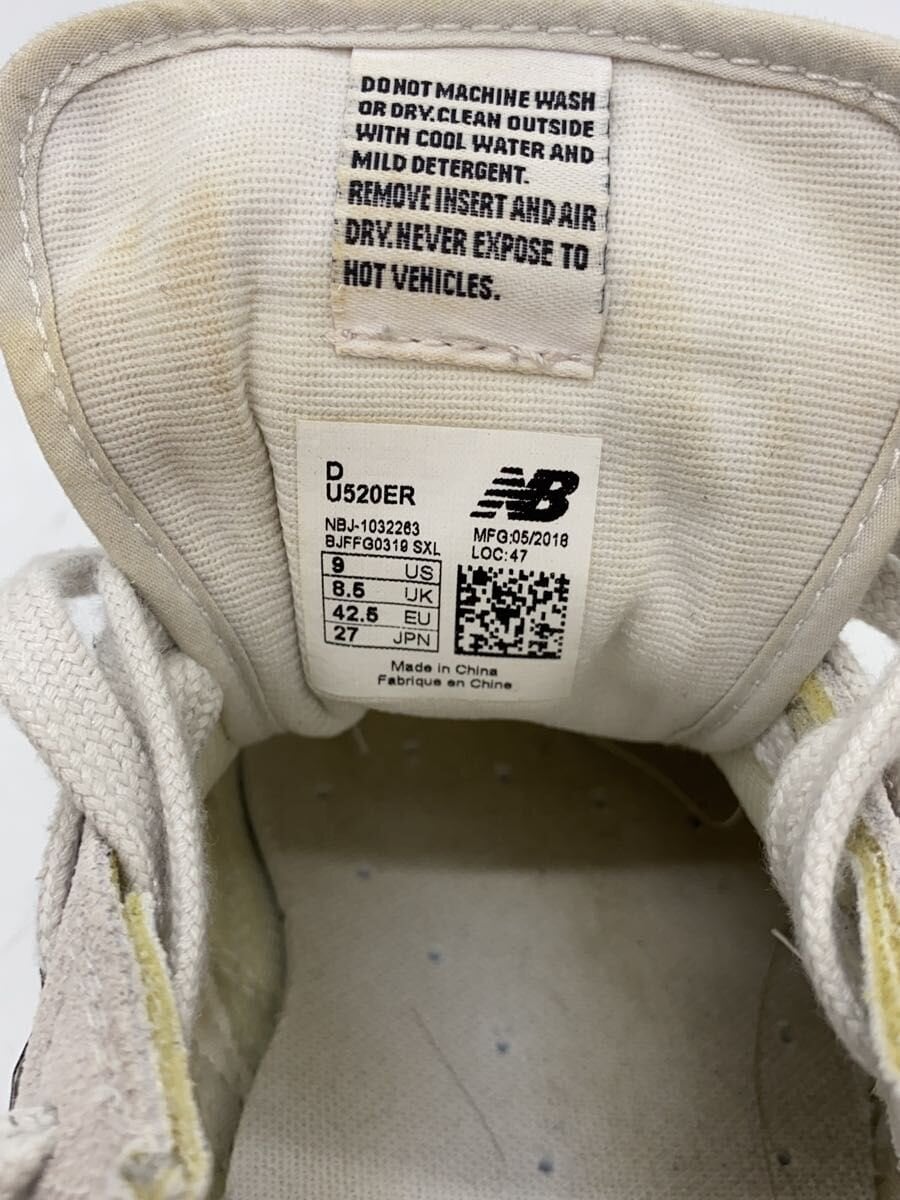 DO NOT MACHINE WASH
OR DRY.CLEAN OUTSIDE
WITH COOL WATER AND
MILD DETERGENT.
REMOVE INSERT AND AIR
DRY.NEVER EXPOSE TO
HOT VEHICLES.
D
U520ER
NBJ-1032263
BJFFG0319 SXL
9 US
8.5 UK
42.5 EU
27 JPN
NB
MFG:05/2018
LOC:47
Made in China
Fabrique en Chine